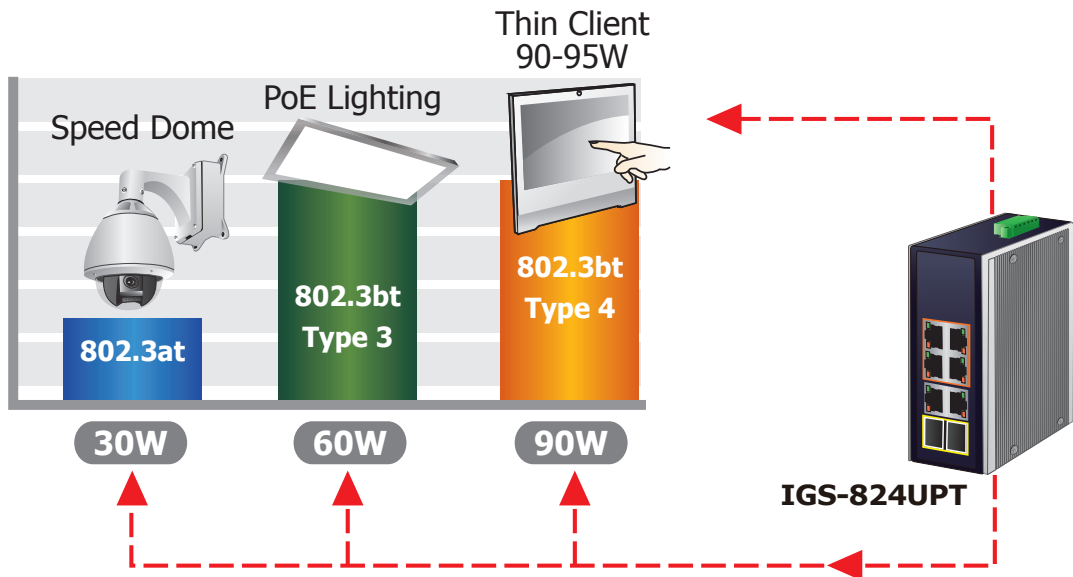 Thin Client
90-95W
PoE Lighting
Speed Dome
802.3at
802.3bt
Type 3
802.3bt
Type 4
30W
60W
90W
IGS-824UPT